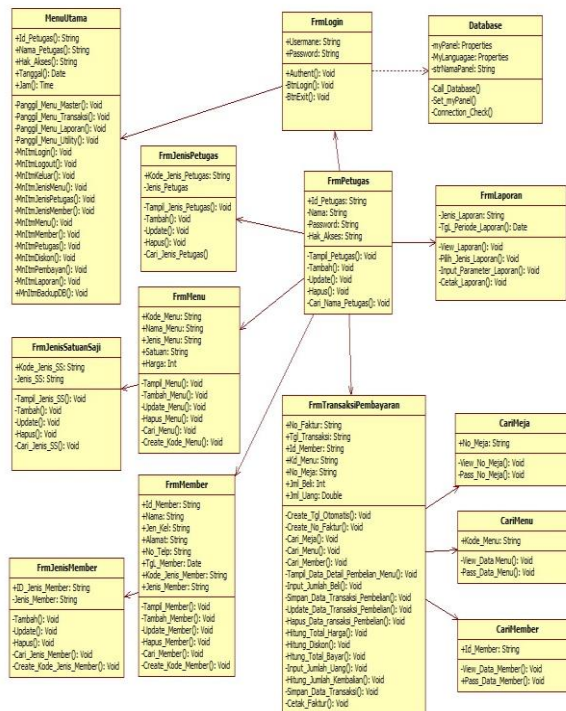 MenuUtama
+Id_Petugas(): String
+Nama_Petugas(): String
+Hak_Akses(): String
+Tanggal(): Date
+Jam(): Time
-Panggil_Menu_Master(): Void
-Panggil_Menu_Transaksi(): Void
-Panggil_Menu_Laporan(): Void
-Panggil_Menu_Utility(): Void
-MnItmLogin(): Void
-MnItmLogout(): Void
-MnItmKeluar(): Void
-MnItmJenisMenu(): Void
-MnItmJenisPetugas(): Void
-MnItmJenisMember(): Void
-MnItmMenu(): Void
-MnItmMember(): Void
-MnItmPetugas(): Void
-MnItmDiskon(): Void
-MnItmPembayan(): Void
-MnItmLaporan(): Void
+MnItmBackupDB(): Void
FrmLogin
+Username: String
+Password: String
+Authent(): Void
-BtnLogin(): Void
-BtnExit(): Void
Database
-myPanel: Properties
-MyLanguagae: Properties
-strNamaPanel: String
-Call_Database()
-Set_myPanel()
-Connection_Check()
FrmJenisPetugas
+Kode_Jenis_Petugas: String
-Jenis_Petugas
-Tampil_Jenis_Petugas(): Void
-Tambah(): Void
-Update(): Void
-Hapus(): Void
-Cari_Jenis_Petugas()
FrmPetugas
+Id_Petugas: String
+Nama: String
+Password: String
+Hak_Akses: String
-Tampil_Petugas(): Void
-Tambah(): Void
-Update(): Void
-Hapus(): Void
-Cari_Nama_Petugas(): Void
FrmLaporan
-Jenis_Laporan: String
-TgL_Periode_Laporan(): Date
-View_Laporan(): Void
-Pilih_Jenis_Laporan(): Void
-Input_Parameter_Laporan(): Void
-Cetak_Laporan(): Void
FrmMenu
+Kode_Menu: String
+Nama_Menu: String
+Jenis_Menu: String
+Satuan: String
+Harga: Int
-Tampil_Menu(): Void
-Tambah_Menu(): Void
-Update_Menu(): Void
-Hapus_Menu(): Void
-Cari_Menu(): Void
-Create_Kode_Menu(): Void
FrmJenisSatuanSaji
+Kode_Jenis_SS: String
-Jenis_SS: String
-Tampil_Jenis_SS(): Void
-Tambah(): Void
-Update(): Void
-Hapus(): Void
-Cari_Jenis_SS(): Void
FrmMember
+Id_Member: String
+Nama: String
+Jen_Kel: String
+Alamat: String
+No_Telp: String
+TgL_Member: Date
+Kode_Jenis_Member: String
+Jenis_Member: String
-Tampil_Member(): Void
-Tambah_Member(): Void
-Update_Member(): Void
-Hapus_Member(): Void
-Cari_Member(): Void
-Create_Kode_Member(): Void
FrmJenisMember
+ID_Jenis_Member: String
-Jenis_Member: String
-Tambah(): Void
-Update(): Void
-Hapus(): Void
-Cari_Jenis_Member(): Void
-Create_Kode_Jenis_Member(): Void
FrmTransaksiPembayaran
+No_Faktur: String
+Tgl_Transaksi: String
+Id_Member: String
+Kd_Menu: String
+No_Meja: String
+Jml_Beli: Int
+Jml_Uang: Double
-Create_Tgl_Otomatis(): Void
-Create_No_Faktur(): Void
-Cari_Meja(): Void
-Cari_Menu(): Void
-Cari_Member(): Void
-Tampil_Data_Detail_Pembelian_Menu(): Void
-Input_Jumlah_Beli(): Void
-Simpan_Data_Transaksi_Pembelian(): Void
-Update_Data_Transaksi_Pembelian(): Void
-Hapus_Data_ransaksi_Pembelian(): Void
-Hitung_Total_Harga(): Void
-Hitung_Diskon(): Void
-Htung_Total_Bayar(): Void
-Input_Jumlah_Uang(): Void
-Hitung_Jumlah_Kembalian(): Void
-Simpan_Data_Transaksi(): Void
-Cetak_Faktur(): Void
CariMeja
+No_Meja: String
-View_No_Meja(): Void
-Pass_No_Meja(): Void
CariMenu
+Kode_Menu: String
-View_Data Menu(): Void
-Pass_Data_Menu(): Void
CariMember
+Id_Member: String
-View_Data_Member(): Void
+Pass_Data_Member(): Void